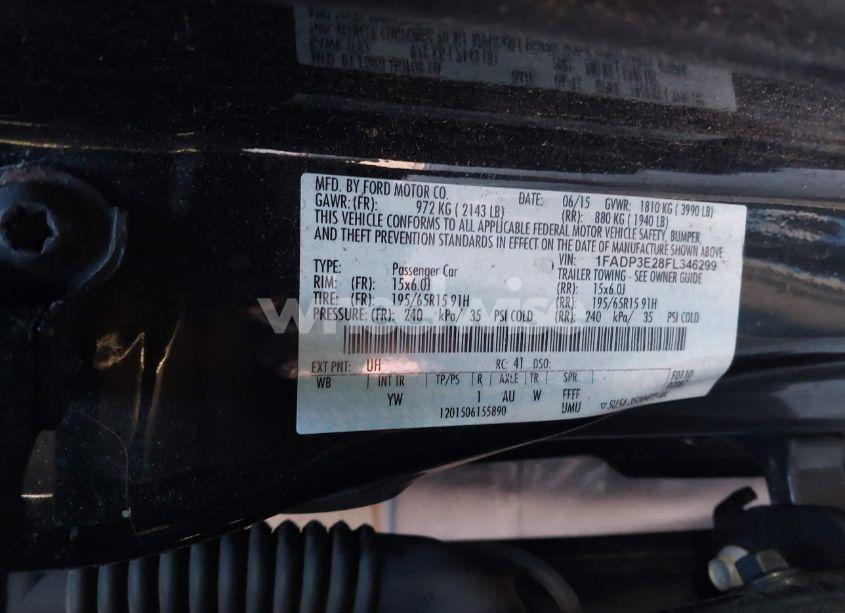 MFD. BY FORD MOTOR CO. DATE: 06/15 GVWR: 1810 KG ( 3990 LB)
GAWR: (FR): 972 KG ( 2143 LB) (RR): 880 KG ( 1940 LB)
THIS VEHICLE CONFORMS TO ALL APPLICABLE FEDERAL MOTOR VEHICLE SAFETY, BUMPER,
AND THEFT PREVENTION STANDARDS IN EFFECT ON THE DATE OF MANUFACTURE SHOWN ABOVE
VIN: 1FADP3E28FL346299
TYPE: Passenger Car TRAILER TOWING - SEE OWNER GUIDE
RIM: (FR): 15x6.0J (RR): 15x6.0J
TIRE: (FR): 195/65R15 91H (RR): 195/65R15 91H
PRESSURE: (FR): 240 kPa/ 35 PSI COLD (RR): 240 kPa/ 35 PSI COLD
EXT PNT: UH RC: 41 DSO:
WB INT TR TP/PS R AXLE TR SPR
YW 1 AU W FFFF
1201506155890 UMU